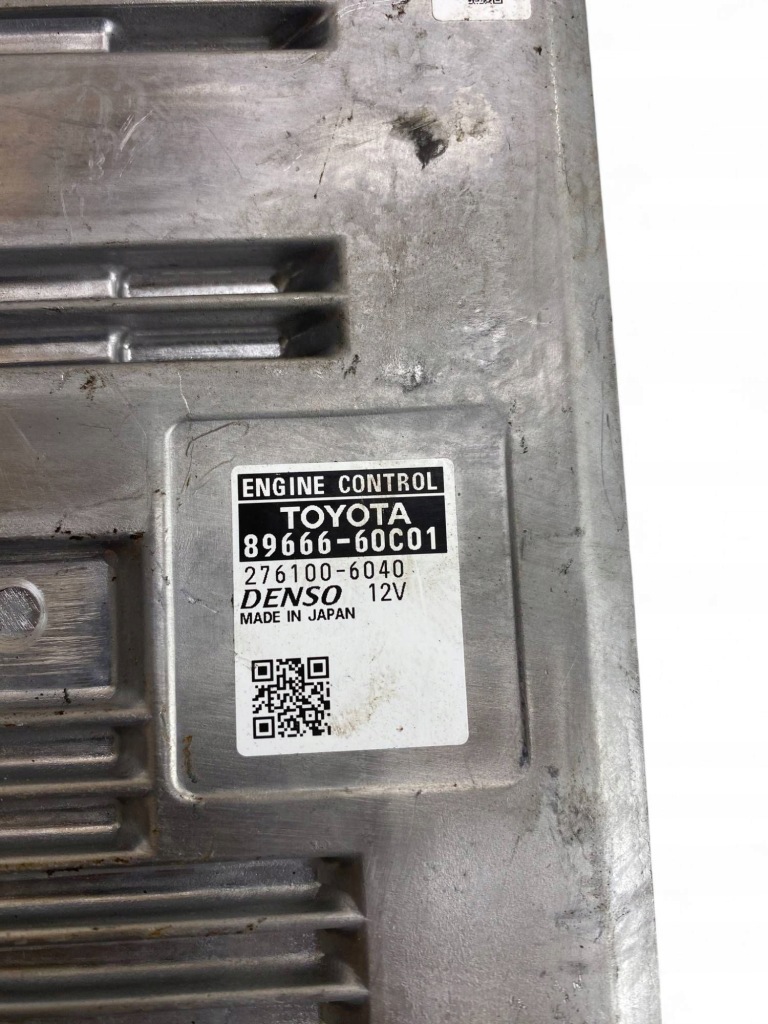 ENGINE CONTROL
TOYOTA
89666-60C01
276100-6040
DENSO 12V
MADE IN JAPAN